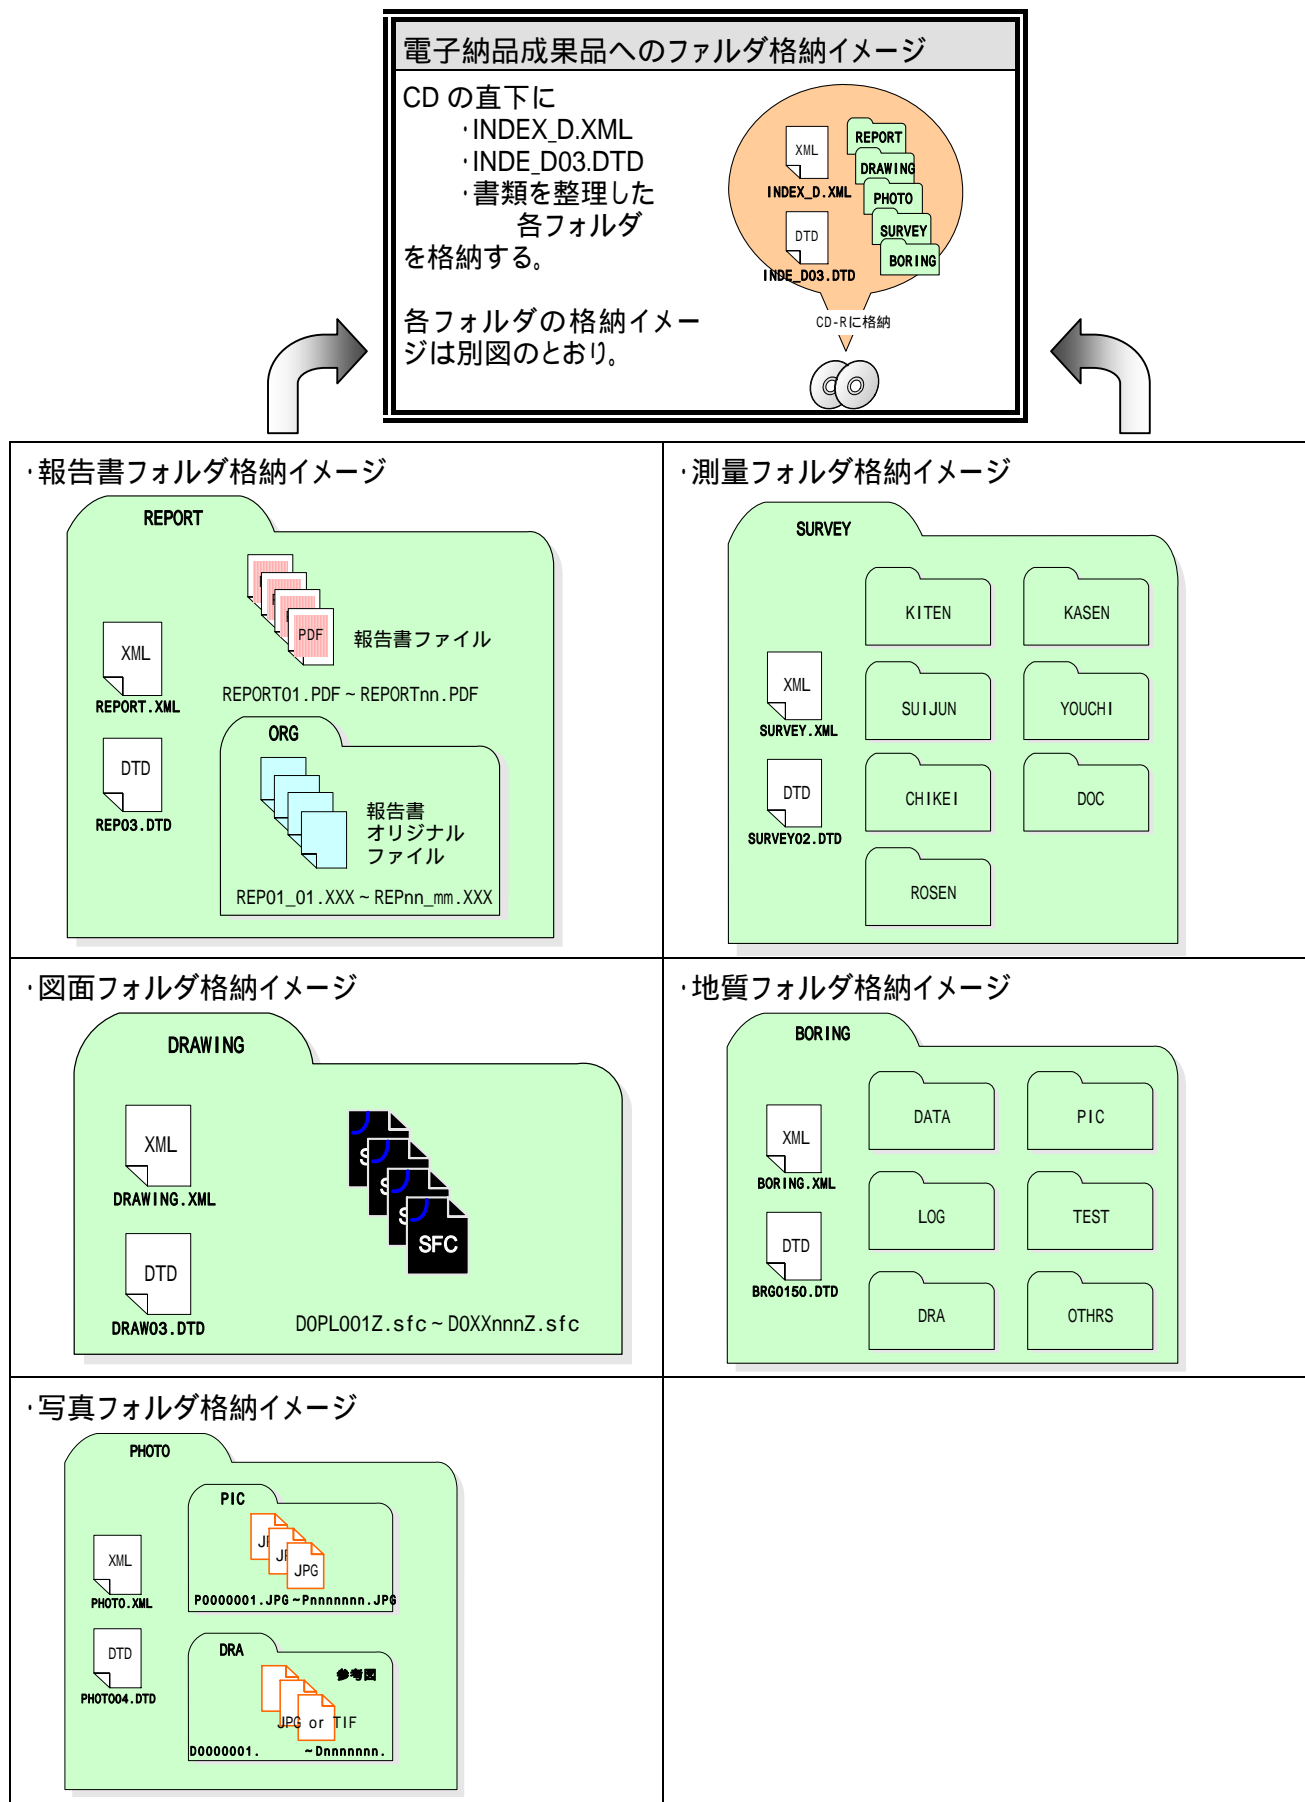 電子納品成果品へのファルダ格納イメージ
CD の直下に
・INDEX_D.XML
・INDE_D03.DTD
・書類を整理した
各フォルダ
を格納する。
各フォルダの格納イメー
ジは別図のとおり。
XML
INDEX_D.XML
DTD
INDE_D03.DTD
REPORT
DRAWING
PHOTO
SURVEY
BORING
CD-Rに格納
・報告書フォルダ格納イメージ
REPORT
XML
REPORT.XML
DTD
REP03.DTD
PDF
報告書ファイル
REPORT01.PDF～REPORTnn.PDF
ORG
報告書
オリジナル
ファイル
REP01_01.XXX～REPnn_mm.XXX
・測量フォルダ格納イメージ
SURVEY
XML
SURVEY.XML
DTD
SURVEY02.DTD
KITEN
KASEN
SUIJUN
YOUCHI
CHIKEI
DOC
ROSEN
・図面フォルダ格納イメージ
DRAWING
XML
DRAWING.XML
DTD
DRAW03.DTD
SFC
D0PL001Z.sfc～D0XXnnnZ.sfc
・地質フォルダ格納イメージ
BORING
XML
BORING.XML
DTD
BRG0150.DTD
DATA
PIC
LOG
TEST
DRA
OTHRS
・写真フォルダ格納イメージ
PHOTO
XML
PHOTO.XML
DTD
PHOTO04.DTD
PIC
JPG
P0000001.JPG～Pnnnnnnn.JPG
DRA
参考図
JPG or TIF
D0000001. ～Dnnnnnnn.